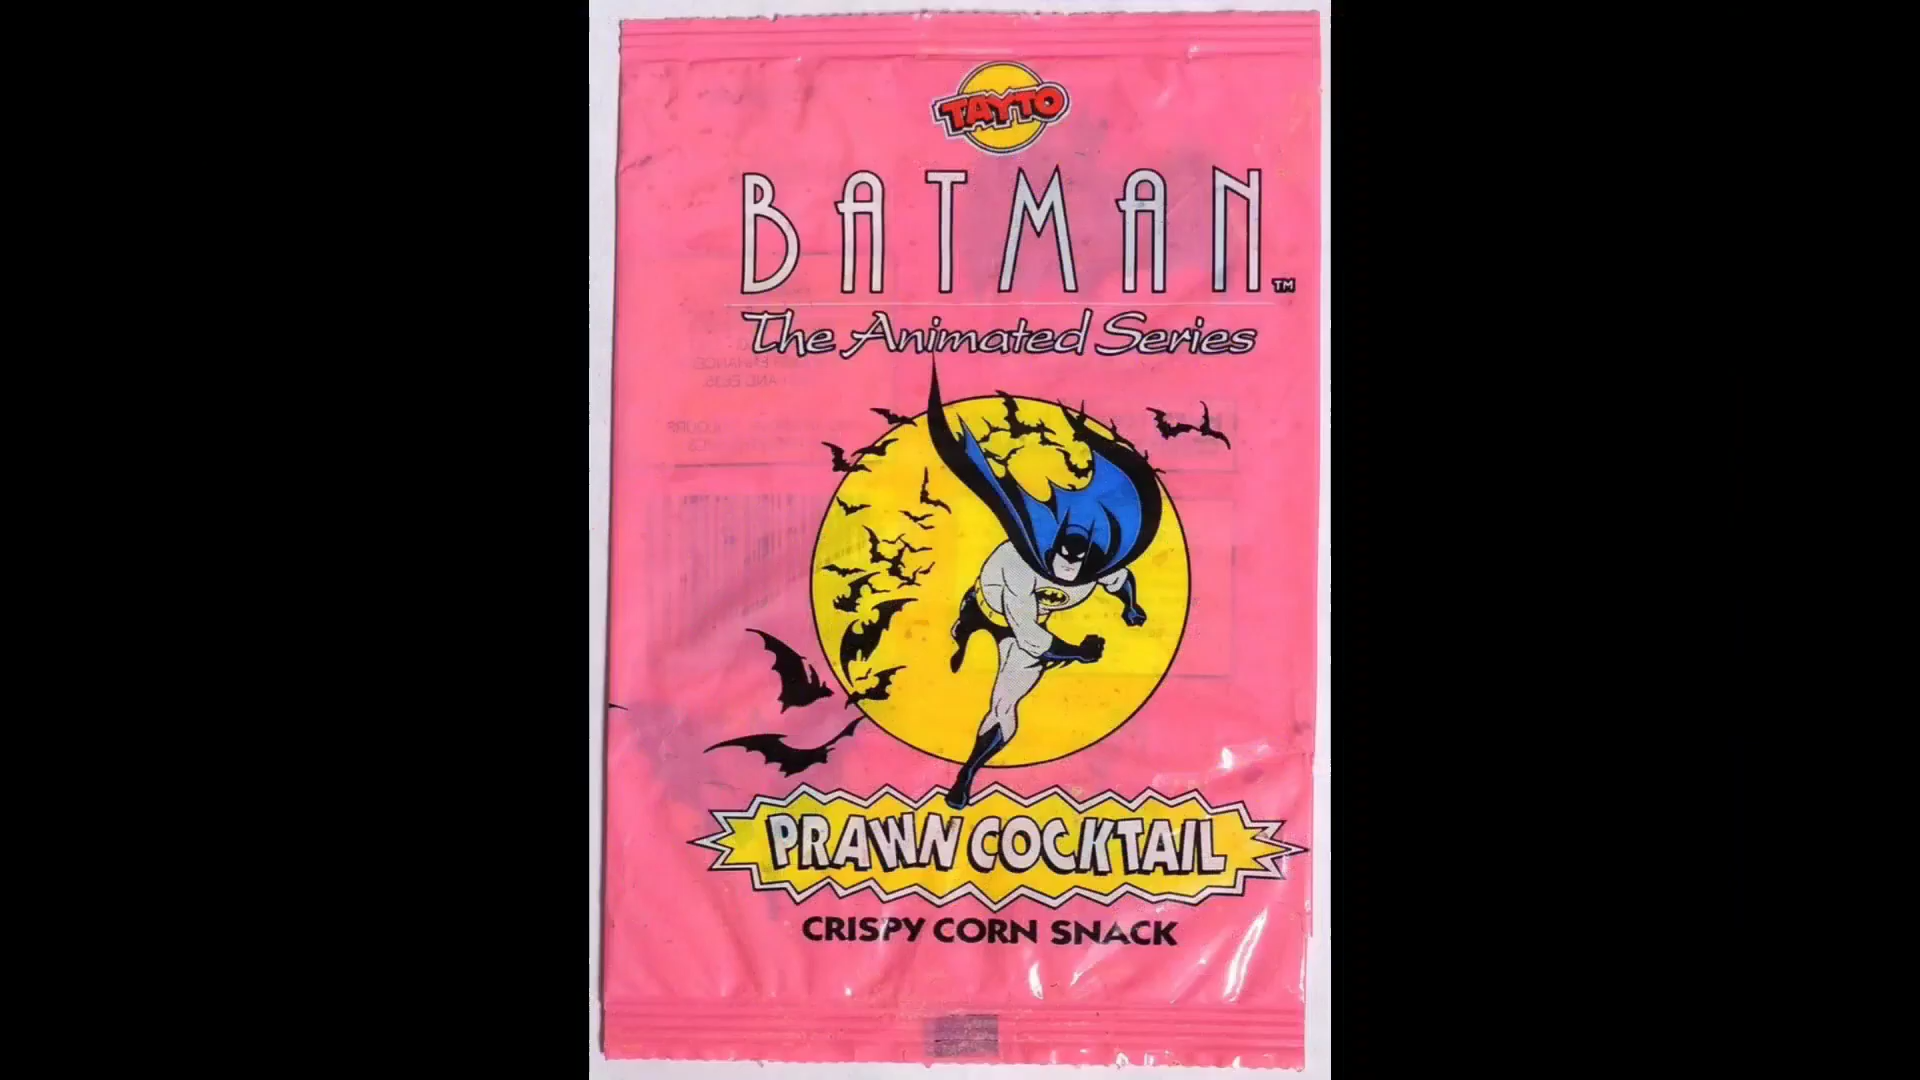 TAYTO
BATMAN™
The Animated Series
PRAWN COCKTAIL
CRISPY CORN SNACK